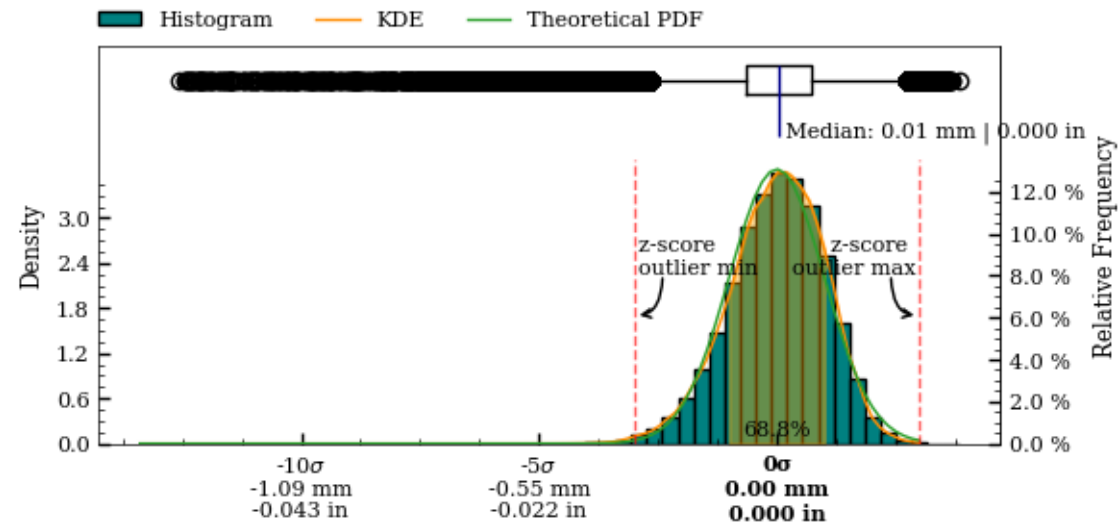 Histogram KDE Theoretical PDF
Median: 0.01 mm | 0.000 in
Density
Relative Frequency
3.0
2.4
1.8
1.2
0.6
0.0
12.0 %
10.0 %
8.0 %
6.0 %
4.0 %
2.0 %
0.0 %
z-score
outlier min
z-score
outlier max
68.8%
-10σ
-1.09 mm
-0.043 in
-5σ
-0.55 mm
-0.022 in
0σ
0.00 mm
0.000 in